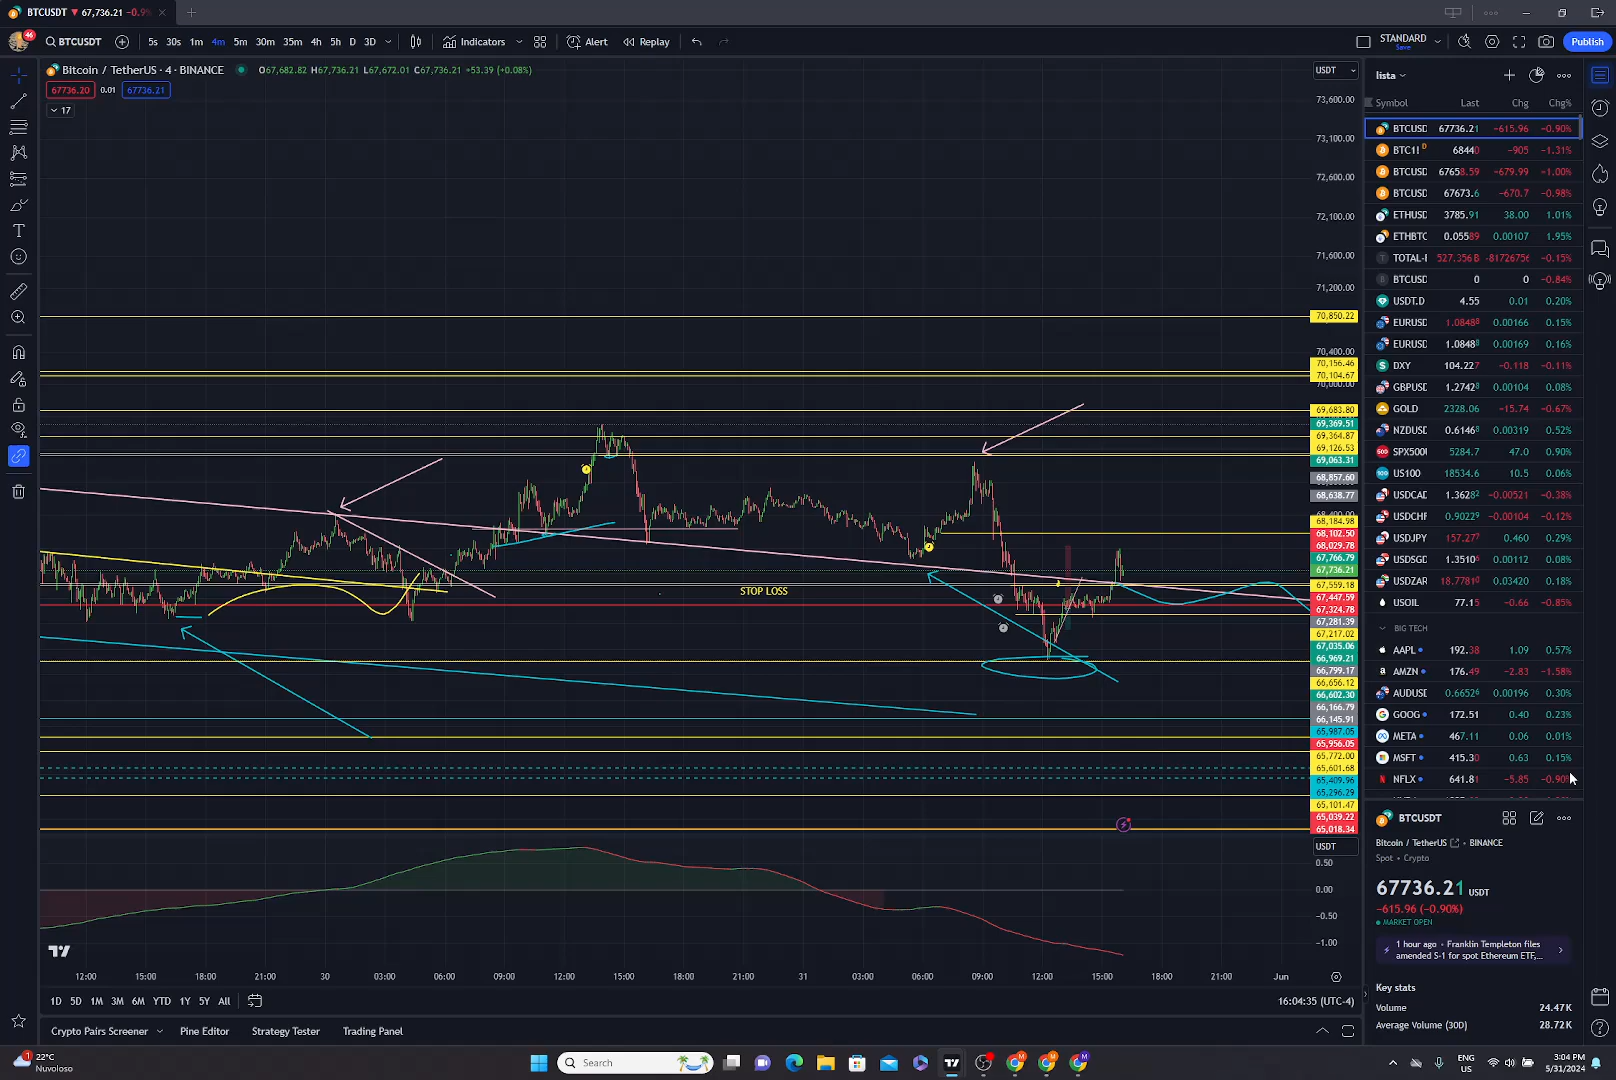 BTCUSDT ▼ 67,736.21 -0.9%
46
BTCUSDT
5s 30s 1m 4m 5m 30m 35m 4h 5h D 3D
Indicators
Alert
Replay
STANDARD
Save
Publish
Bitcoin / TetherUS · 4 · BINANCE
O67,682.82 H67,736.21 L67,672.01 C67,736.21 +53.39 (+0.08%)
67736.20 0.01 67736.21
17
USDT
73,600.00
73,100.00
72,600.00
72,100.00
71,600.00
71,200.00
70,850.22
70,400.00
70,156.46
70,104.67
70,000.00
69,683.80
69,369.51
69,364.87
69,126.53
69,063.31
68,857.60
68,638.77
68,184.98
68,102.50
68,029.78
67,766.79
67,736.21
67,559.18
67,447.59
67,324.78
67,281.39
67,217.02
67,035.06
66,969.21
66,799.17
66,656.12
66,602.30
66,166.79
66,145.91
65,987.05
65,956.05
65,772.00
65,601.68
65,409.96
65,296.29
65,101.47
65,039.22
65,018.34
STOP LOSS
USDT
0.50
0.00
-0.50
-1.00
12:00 15:00 18:00 21:00 30 03:00 06:00 09:00 12:00 15:00 18:00 21:00 31 03:00 06:00 09:00 12:00 15:00 18:00 21:00 Jun
1D 5D 1M 3M 6M YTD 1Y 5Y All
16:04:35 (UTC-4)
Crypto Pairs Screener Pine Editor Strategy Tester Trading Panel
lista
Symbol Last Chg Chg%
BTCUSD 67736.21 -615.96 -0.90%
BTC1! D 68440 -905 -1.31%
BTCUSD 67658.59 -679.99 -1.00%
BTCUSD 67673.6 -670.7 -0.98%
ETHUSD 3785.91 38.00 1.01%
ETHBTC 0.05589 0.00107 1.95%
TOTAL-I 527.356B -8172675 -0.15%
BTCUSD 0 0 -0.84%
USDT.D 4.55 0.01 0.20%
EURUSD 1.08488 0.00166 0.15%
EURUSD 1.08488 0.00169 0.16%
DXY 104.227 -0.118 -0.11%
GBPUSD 1.27428 0.00104 0.08%
GOLD 2328.06 -15.74 -0.67%
NZDUSD 0.61468 0.00319 0.52%
SPX500 5284.7 47.0 0.90%
US100 18534.6 10.5 0.06%
USDCAD 1.36282 -0.00521 -0.38%
USDCHF 0.90229 -0.00104 -0.12%
USDJPY 157.277 0.460 0.29%
USDSGD 1.35106 0.00112 0.08%
USDZAR 18.77810 0.03420 0.18%
USOIL 77.15 -0.66 -0.85%
BIG TECH
AAPL 192.38 1.09 0.57%
AMZN 176.49 -2.83 -1.58%
AUDUSD 0.66526 0.00196 0.30%
GOOG 172.51 0.40 0.23%
META 467.11 0.06 0.01%
MSFT 415.30 0.63 0.15%
NFLX 641.81 -5.85 -0.90%
BTCUSDT
Bitcoin / TetherUS · BINANCE
Spot · Crypto
67736.21 USDT
-615.96 (-0.90%)
MARKET OPEN
1 hour ago · Franklin Templeton files
amended S-1 for spot Ethereum ETF,...
Key stats
Volume 24.47K
Average Volume (30D) 28.72K
1
22°C
Nuvoloso
Search
ENG
US
3:04 PM
5/31/2024